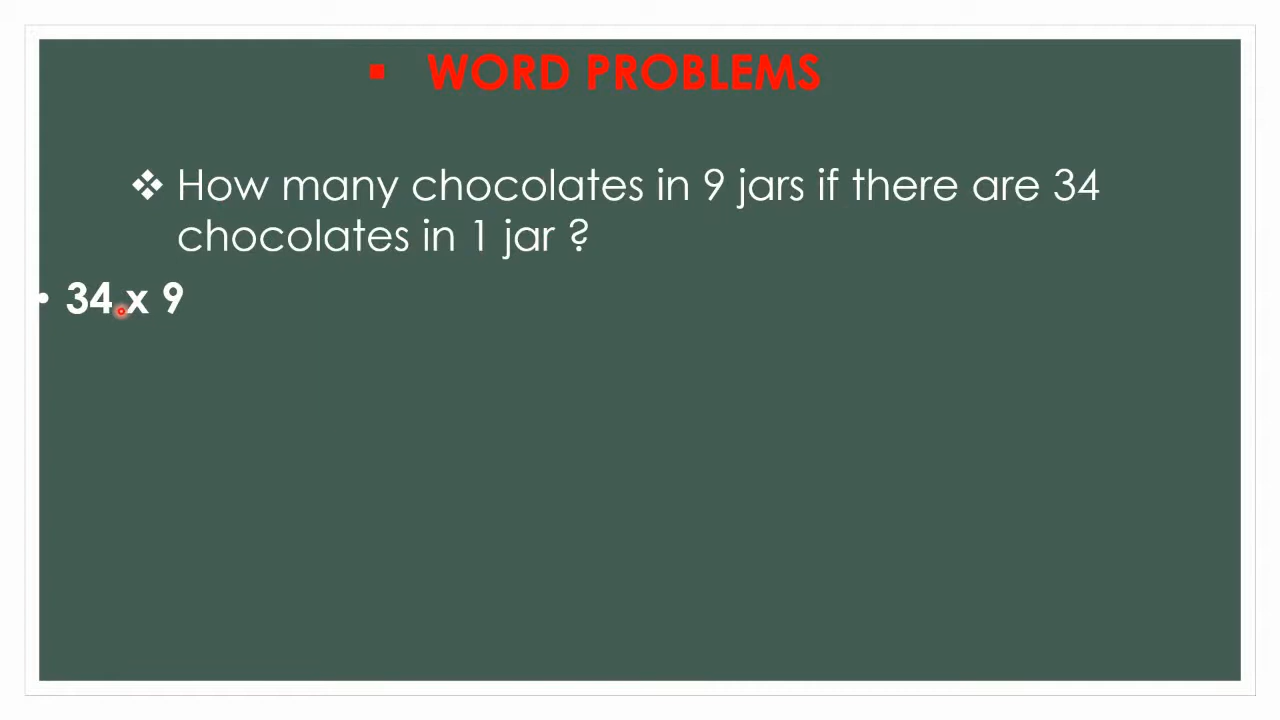 ▪ WORD PROBLEMS
❖ How many chocolates in 9 jars if there are 34
chocolates in 1 jar ?
• 34 x 9